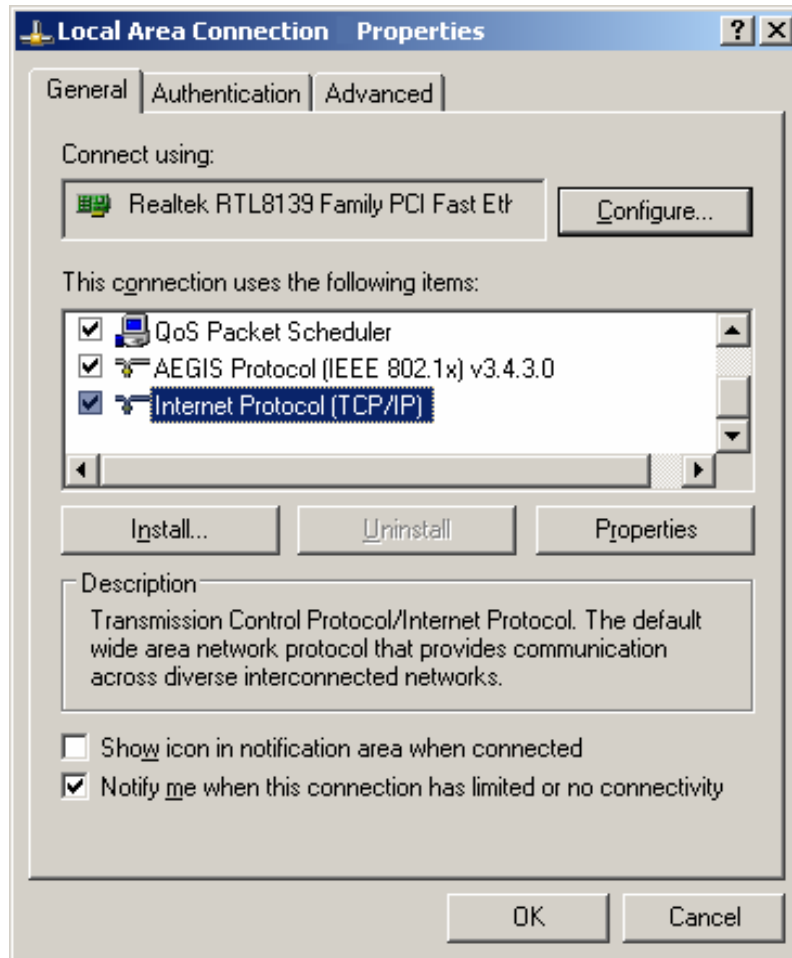 Local Area Connection Properties
General Authentication Advanced
Connect using:
Realtek RTL8139 Family PCI Fast Eth
Configure...
This connection uses the following items:
QoS Packet Scheduler
AEGIS Protocol (IEEE 802.1x) v3.4.3.0
Internet Protocol (TCP/IP)
Install... Uninstall Properties
Description
Transmission Control Protocol/Internet Protocol. The default
wide area network protocol that provides communication
across diverse interconnected networks.
Show icon in notification area when connected
Notify me when this connection has limited or no connectivity
OK Cancel